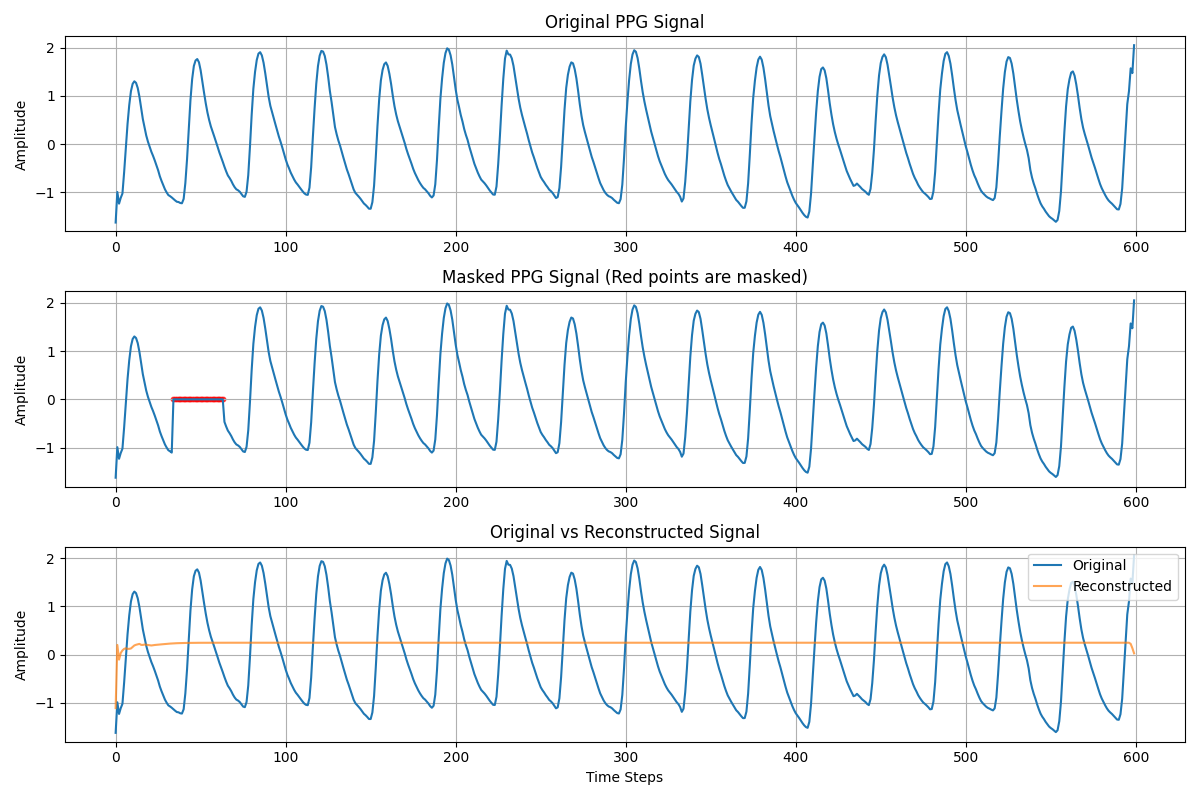 Original PPG Signal
2
1
0
−1
Amplitude
0 100 200 300 400 500 600
Masked PPG Signal (Red points are masked)
2
1
0
−1
Amplitude
0 100 200 300 400 500 600
Original vs Reconstructed Signal
Original
Reconstructed
2
1
0
−1
Amplitude
0 100 200 300 400 500 600
Time Steps